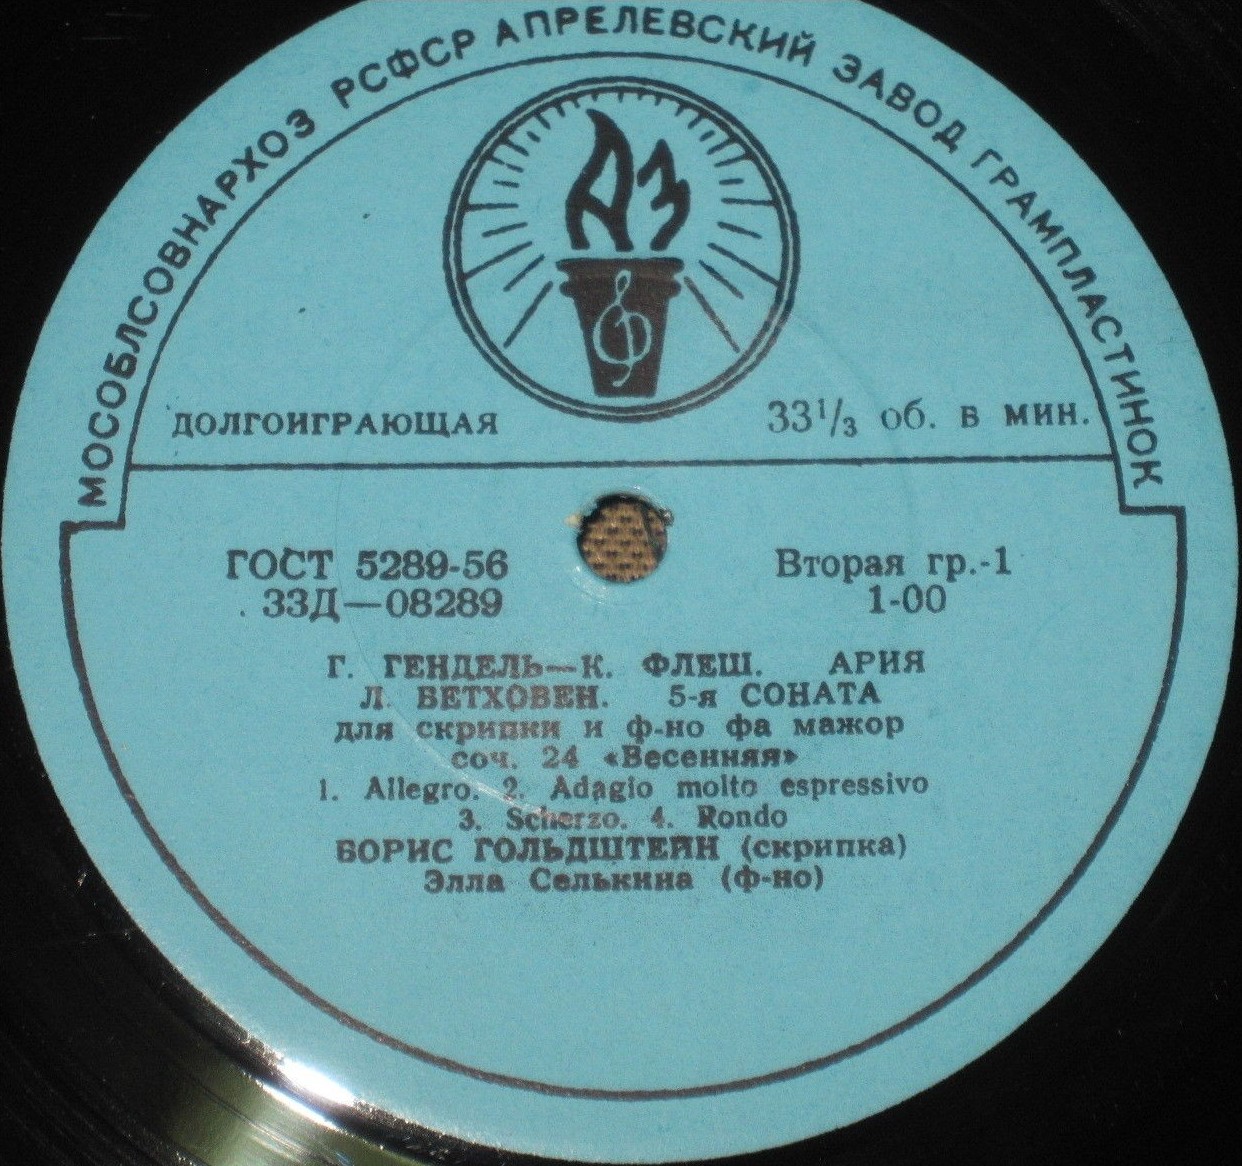 МОСОБЛСОВНАРХОЗ РСФСР АПРЕЛЕВСКИЙ ЗАВОД ГРАМПЛАСТИНОК
АЗ
ДОЛГОИГРАЮЩАЯ 33 1/3 об. в мин.
ГОСТ 5289-56 Вторая гр.-1
33Д—08289 1-00
Г. ГЕНДЕЛЬ—К. ФЛЕШ. АРИЯ
Л. БЕТХОВЕН. 5-я СОНАТА
для скрипки и ф-но фа мажор
соч. 24 «Весенняя»
1. Allegro. 2. Adagio molto espressivo
3. Scherzo. 4. Rondo
БОРИС ГОЛЬДШТЕЙН (скрипка)
Элла Селькина (ф-но)